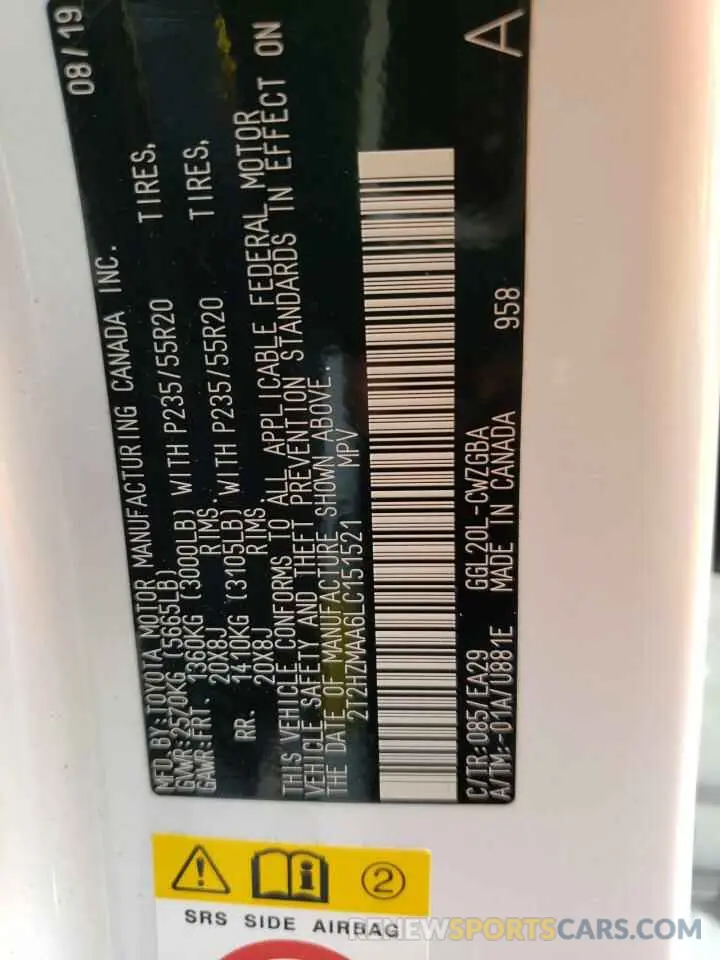 MFD.BY:TOYOTA MOTOR MANUFACTURING CANADA INC. 08/19
GVWR:2570KG (5665LB)
GAWR:FRT. 1360KG (3000LB) WITH P235/55R20 TIRES,
20X8J RIMS.
RR. 1410KG (3105LB) WITH P235/55R20 TIRES,
20X8J RIMS.
THIS VEHICLE CONFORMS TO ALL APPLICABLE FEDERAL MOTOR
VEHICLE SAFETY AND THEFT PREVENTION STANDARDS IN EFFECT ON
THE DATE OF MANUFACTURE SHOWN ABOVE.
2T2HZMAA6LC151521 MPV
A
C/TR:085/EA29 GGL20L-CWZGBA
A/TM:-01A/U881E MADE IN CANADA 958
2
SRS SIDE AIRBAG
RENEWSPORTSCARS.COM